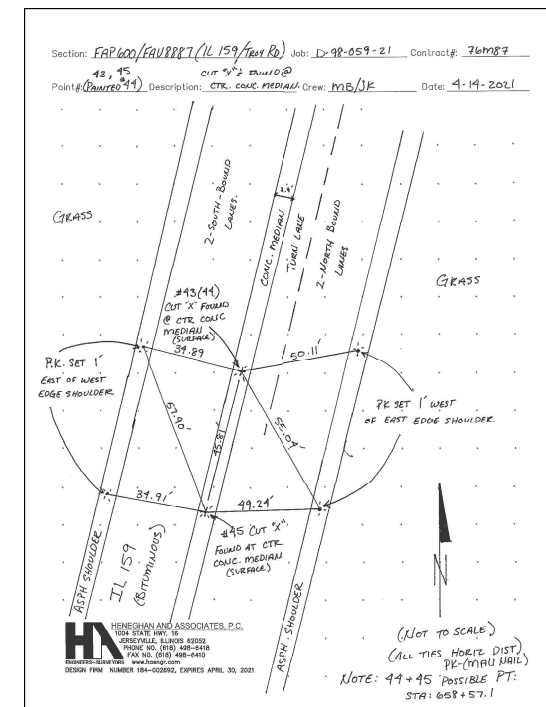 Section: FAP600/FAU8887 (IL 159/TROY RD) Job: D-98-059-21 Contract#: 76M87
43, 45
CUT "X"s FOUND @
Point#: (PAINTED #44) Description: CTR. CONC. MEDIAN. Crew: MB/JK Date: 4-14-2021
GRASS
2-SOUTH-BOUND
LANES.
CONC. MEDIAN
TURN LANE
2-NORTH BOUND
LANES
GRASS
#43(44)
CUT "X" FOUND
@ CTR CONC
MEDIAN
(SURFACE)
34.89
50.11'
P.K. SET 1'
EAST OF WEST
EDGE SHOULDER
PK SET 1' WEST
OF EAST EDGE SHOULDER
57.90'
45.81'
55.04'
34.91'
49.24'
#45 CUT "X"
FOUND AT CTR
CONC. MEDIAN
(SURFACE)
ASPH SHOULDER
IL 159
(BITUMINOUS)
ASPH. SHOULDER
N
(NOT TO SCALE)
(ALL TIES HORIZ DIST)
PK-(MAG NAIL)
NOTE: 44+45 POSSIBLE PT:
STA: 658+57.1
HA
ENGINEERS-SURVEYORS
HENEGHAN AND ASSOCIATES, P.C.
1004 STATE HWY. 16
JERSEYVILLE, ILLINOIS 62052
PHONE NO. (618) 498-6418
FAX NO. (618) 498-6410
www.haengr.com
DESIGN FIRM NUMBER 184-002692, EXPIRES APRIL 30, 2021